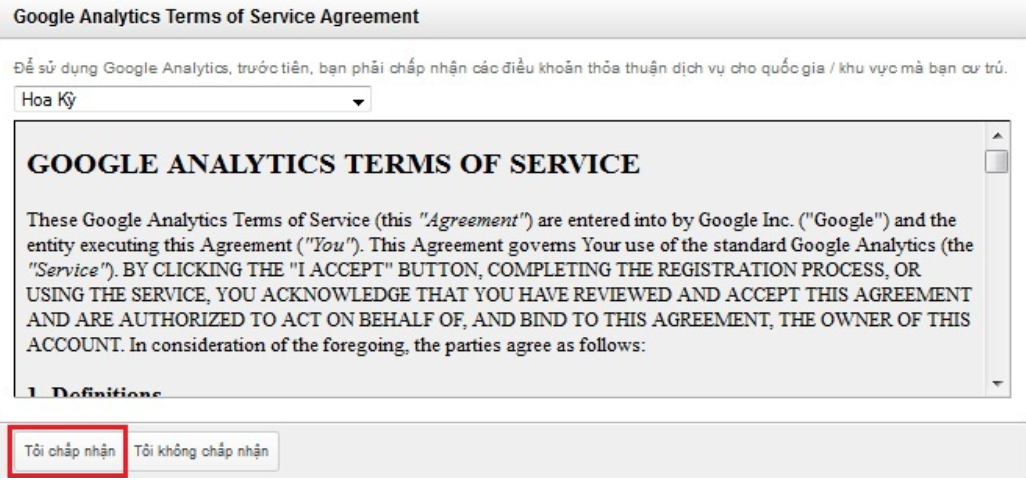 Google Analytics Terms of Service Agreement
Để sử dụng Google Analytics, trước tiên, bạn phải chấp nhận các điều khoản thỏa thuận dịch vụ cho quốc gia / khu vực mà bạn cư trú.
Hoa Kỳ
GOOGLE ANALYTICS TERMS OF SERVICE
These Google Analytics Terms of Service (this "Agreement") are entered into by Google Inc. ("Google") and the
entity executing this Agreement ("You"). This Agreement governs Your use of the standard Google Analytics (the
"Service"). BY CLICKING THE "I ACCEPT" BUTTON, COMPLETING THE REGISTRATION PROCESS, OR
USING THE SERVICE, YOU ACKNOWLEDGE THAT YOU HAVE REVIEWED AND ACCEPT THIS AGREEMENT
AND ARE AUTHORIZED TO ACT ON BEHALF OF, AND BIND TO THIS AGREEMENT, THE OWNER OF THIS
ACCOUNT. In consideration of the foregoing, the parties agree as follows:
1. Definitions
Tôi chấp nhận Tôi không chấp nhận